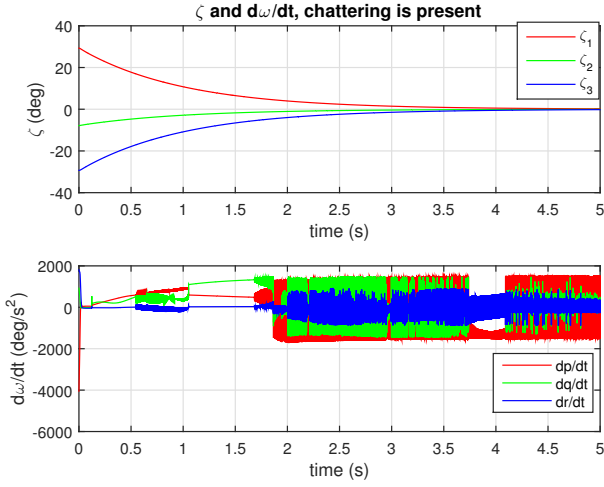 ζ and dω/dt, chattering is present
40
20
0
-20
-40
ζ (deg)
ζ1
ζ2
ζ3
0 0.5 1 1.5 2 2.5 3 3.5 4 4.5 5
time (s)
2000
0
-2000
-4000
-6000
dω/dt (deg/s²)
dp/dt
dq/dt
dr/dt
0 0.5 1 1.5 2 2.5 3 3.5 4 4.5 5
time (s)